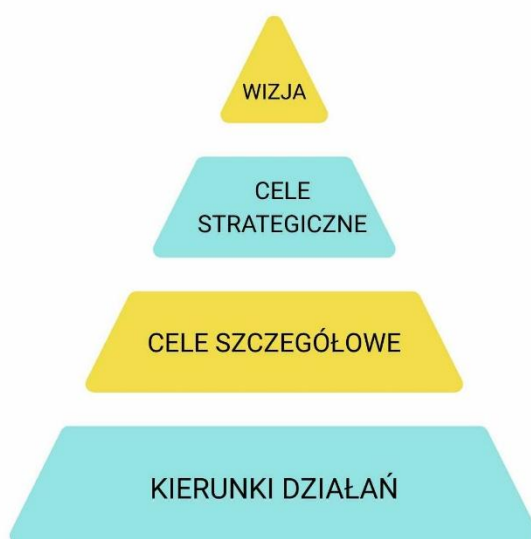 WIZJA
CELE
STRATEGICZNE
CELE SZCZEGÓŁOWE
KIERUNKI DZIAŁAŃ